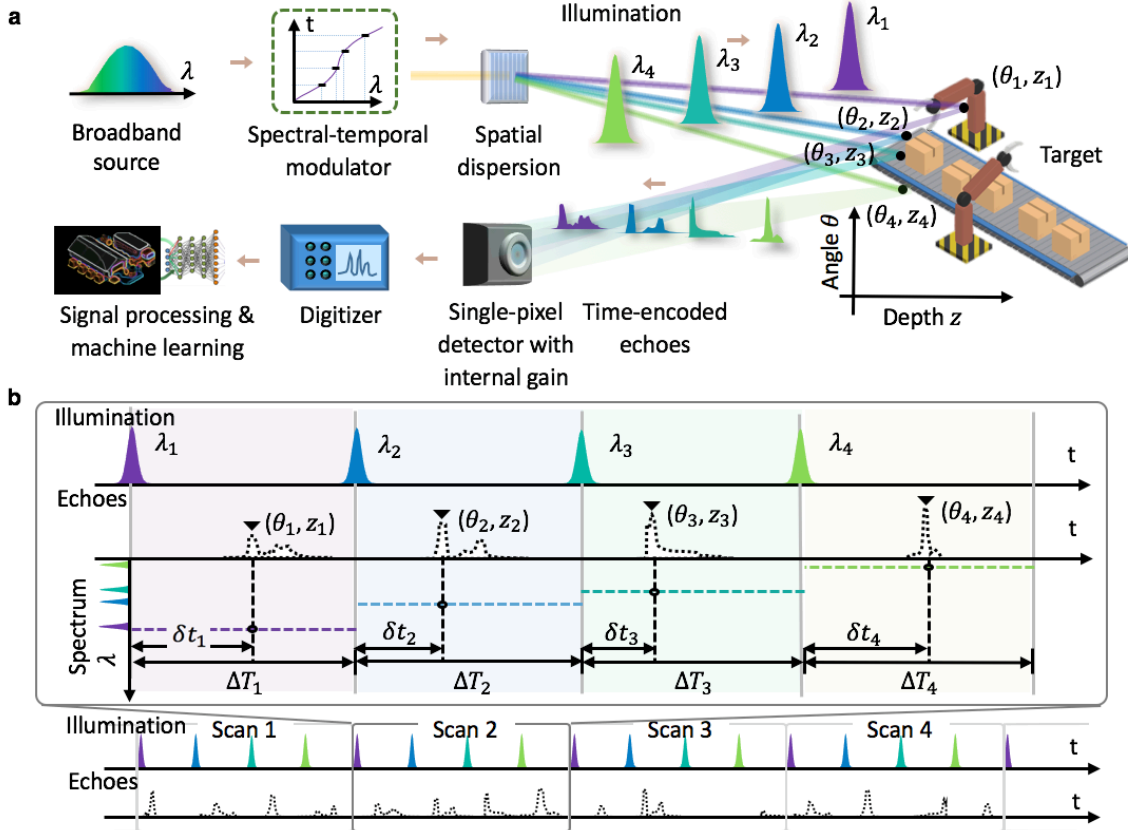 a
t
λ
λ
Broadband
source
Spectral-temporal
modulator
Spatial
dispersion
Illumination
λ₄
λ₃
λ₂
λ₁
(θ₁, z₁)
(θ₂, z₂)
(θ₃, z₃)
(θ₄, z₄)
Target
Angle θ
Depth z
Signal processing &
machine learning
Digitizer
Single-pixel
detector with
internal gain
Time-encoded
echoes
b
Illumination
λ₁
λ₂
λ₃
λ₄
t
Echoes
(θ₁, z₁)
(θ₂, z₂)
(θ₃, z₃)
(θ₄, z₄)
t
Spectrum
λ
δt₁
δt₂
δt₃
δt₄
ΔT₁
ΔT₂
ΔT₃
ΔT₄
Illumination
Scan 1
Scan 2
Scan 3
Scan 4
t
Echoes
t